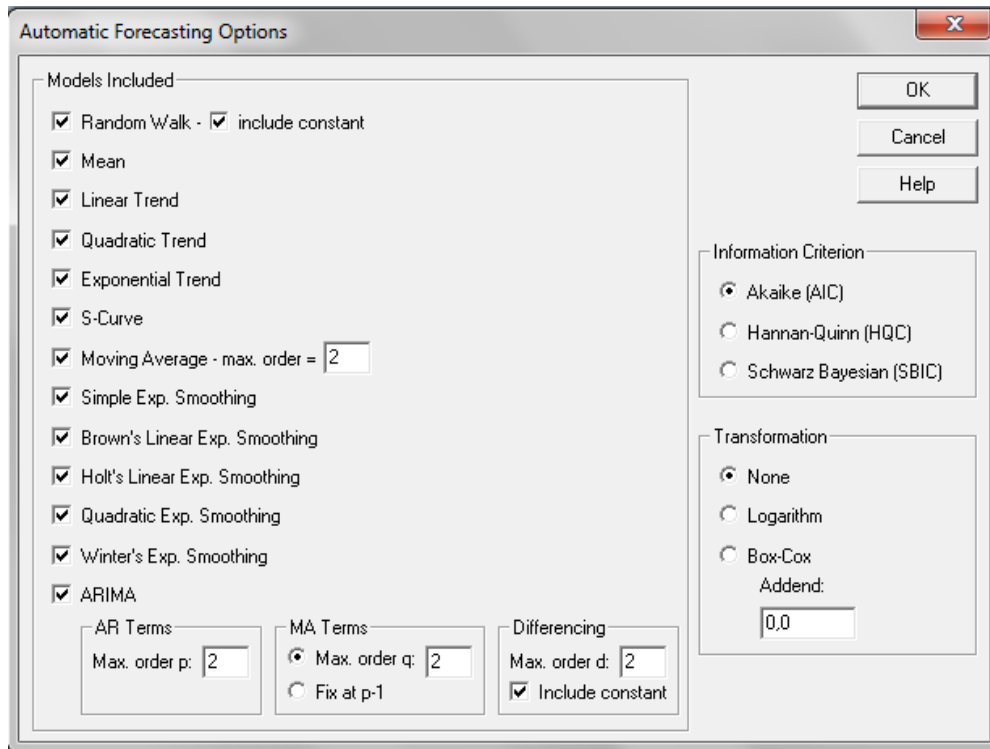 Automatic Forecasting Options
Models Included
Random Walk - include constant
Mean
Linear Trend
Quadratic Trend
Exponential Trend
S-Curve
Moving Average - max. order = 2
Simple Exp. Smoothing
Brown's Linear Exp. Smoothing
Holt's Linear Exp. Smoothing
Quadratic Exp. Smoothing
Winter's Exp. Smoothing
ARIMA
AR Terms
Max. order p: 2
MA Terms
Max. order q: 2
Fix at p-1
Differencing
Max. order d: 2
Include constant
OK
Cancel
Help
Information Criterion
Akaike (AIC)
Hannan-Quinn (HQC)
Schwarz Bayesian (SBIC)
Transformation
None
Logarithm
Box-Cox
Addend:
0,0